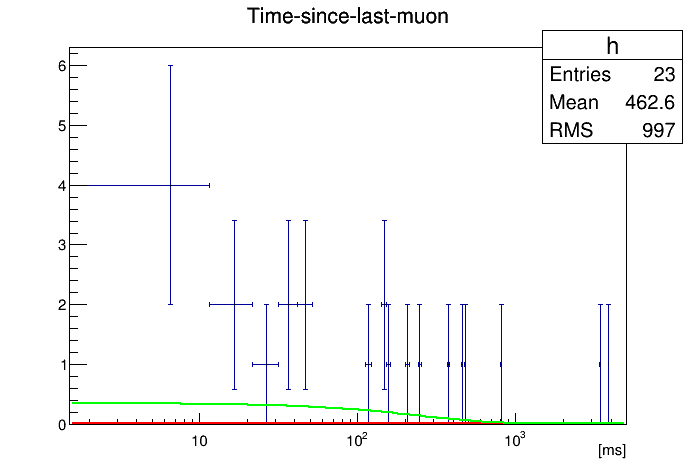 Time-since-last-muon
h
Entries 23
Mean 462.6
RMS 997
6
5
4
3
2
1
0
10 10² 10³
[ms]